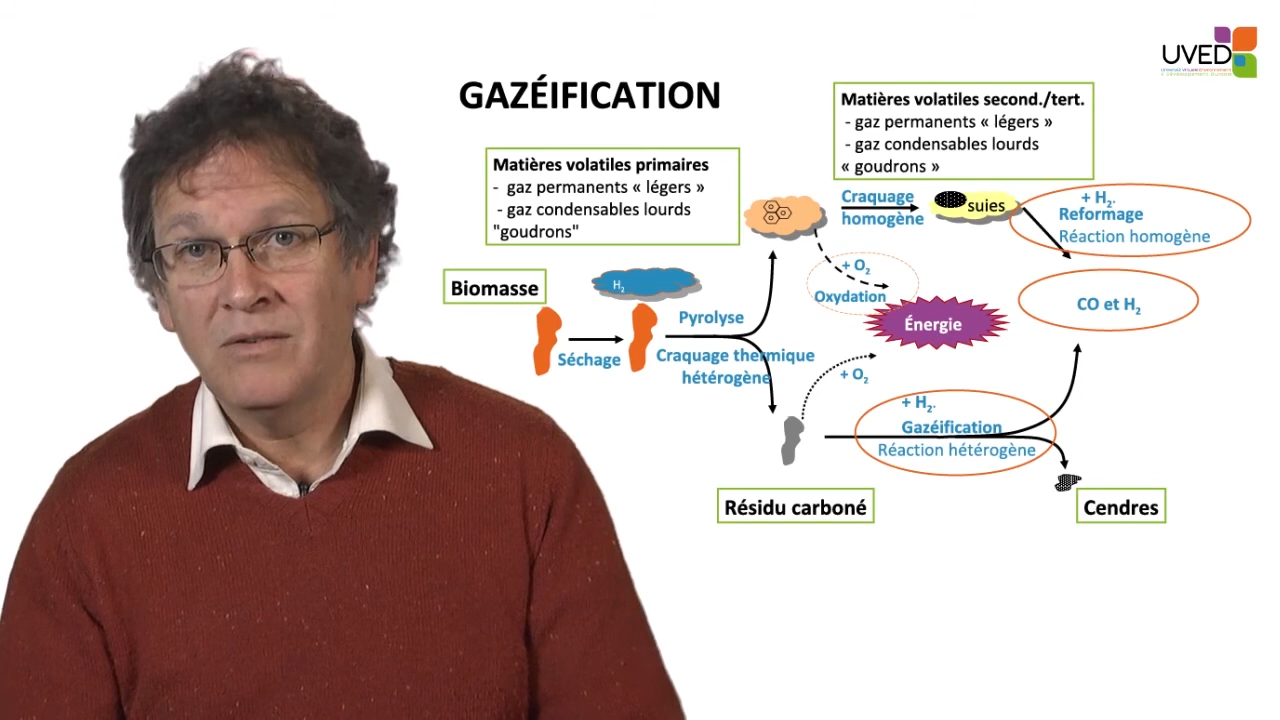 UVED
GAZÉIFICATION
Matières volatiles second./tert.
- gaz permanents « légers »
- gaz condensables lourds
« goudrons »
Matières volatiles primaires
- gaz permanents « légers »
- gaz condensables lourds
"goudrons"
Craquage
homogène
suies
+ H₂.
Reformage
Réaction homogène
+ O₂
Oxydation
Biomasse
H₂
Énergie
CO et H₂
Pyrolyse
Séchage
Craquage thermique
hétérogène
+ O₂
+ H₂.
Gazéification
Réaction hétérogène
Résidu carboné
Cendres